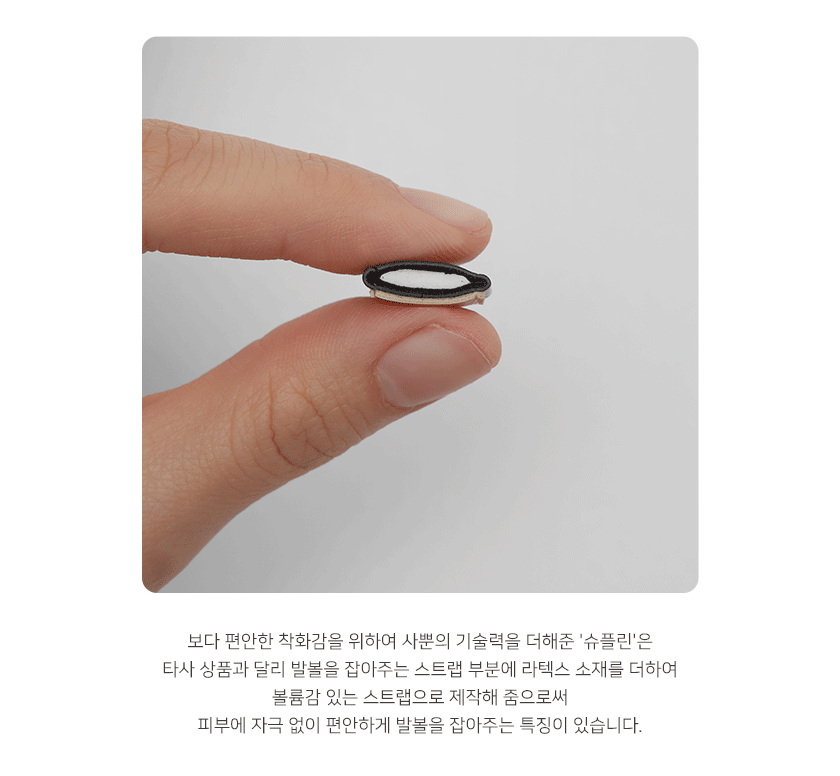 보다 편안한 착화감을 위하여 사뿐의 기술력을 더해준 '슈플린'은
타사 상품과 달리 발볼을 잡아주는 스트랩 부분에 라텍스 소재를 더하여
볼륨감 있는 스트랩으로 제작해 줌으로써
피부에 자극 없이 편안하게 발볼을 잡아주는 특징이 있습니다.